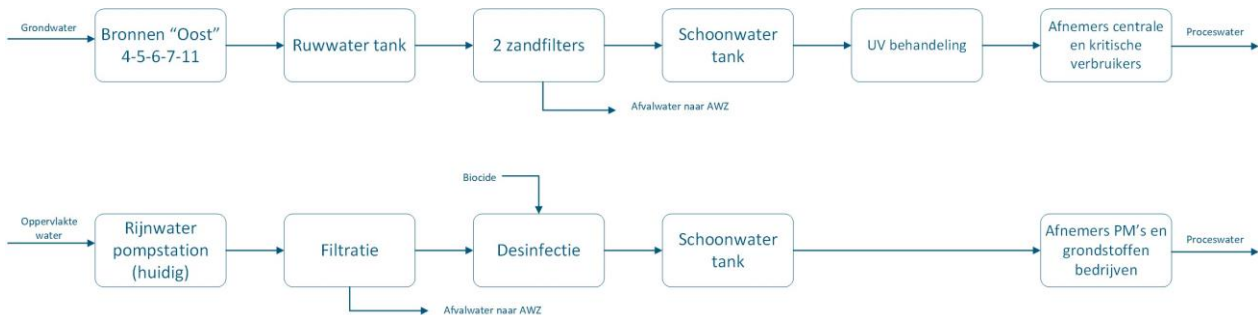 Grondwater
Bronnen “Oost”
4-5-6-7-11
Ruwwater tank
2 zandfilters
Schoonwater
tank
UV behandeling
Afnemers centrale
en kritische
verbruikers
Proceswater
Afvalwater naar AWZ
Biocide
Oppervlakte
water
Rijnwater
pompstation
(huidig)
Filtratie
Desinfectie
Schoonwater
tank
Afnemers PM’s en
grondstoffen
bedrijven
Proceswater
Afvalwater naar AWZ